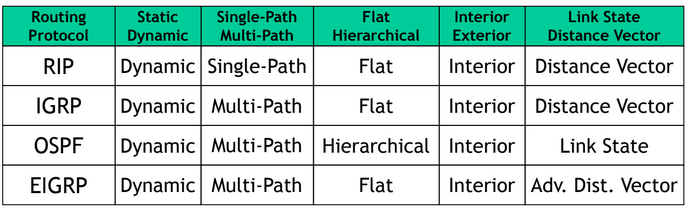 Routing Static Single-Path Flat Interior Link State
Protocol Dynamic Multi-Path Hierarchical Exterior Distance Vector
RIP Dynamic Single-Path Flat Interior Distance Vector
IGRP Dynamic Multi-Path Flat Interior Distance Vector
OSPF Dynamic Multi-Path Hierarchical Interior Link State
EIGRP Dynamic Multi-Path Flat Interior Adv. Dist. Vector